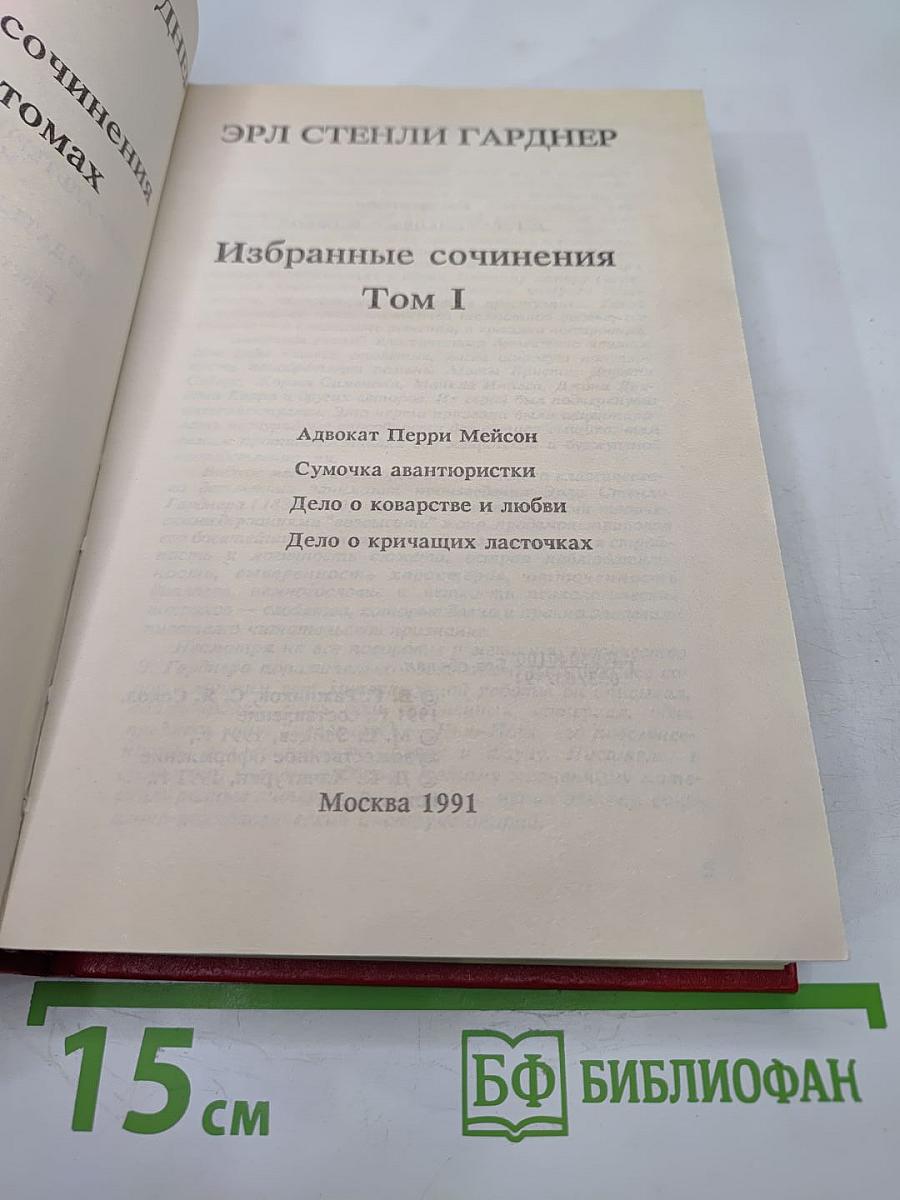 сочинения
томах
ЭРЛ СТЕНЛИ ГАРДНЕР
Избранные сочинения
Том I
Адвокат Перри Мейсон
Сумочка авантюристки
Дело о коварстве и любви
Дело о кричащих ласточках
Москва 1991
15 см
БФ БИБЛИОФАН